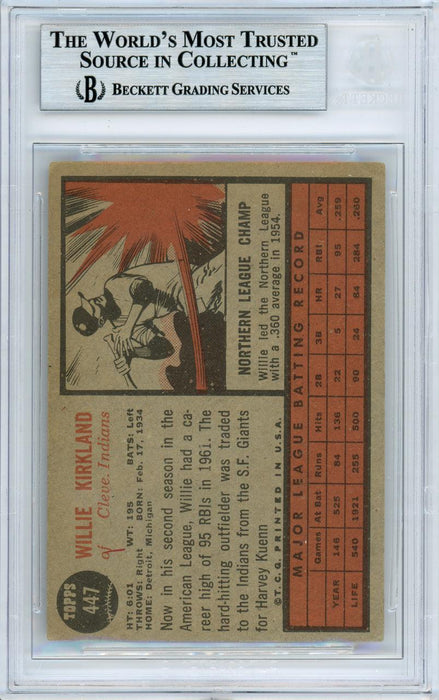 THE WORLD'S MOST TRUSTED
SOURCE IN COLLECTING™
B BECKETT GRADING SERVICES
TOPPS
447
WILLIE KIRKLAND
of Cleve. Indians
HT: 6:01 WT: 195 BATS: Left
THROWS: Right BORN: Feb. 17, 1934
HOME: Detroit, Michigan
Now in his second season in the
American League, Willie had a ca-
reer high of 95 RBIs in 1961. The
hard-hitting outfielder was traded
to the Indians from the S.F. Giants
for Harvey Kuenn
NORTHERN LEAGUE CHAMP
Willie led the Northern League
with a .360 average in 1954.
© T.C.G. PRINTED IN U.S.A.
MAJOR LEAGUE BATTING RECORD
Games At Bat Runs Hits 2B 3B HR RBI Avg
YEAR 146 525 84 136 22 5 27 95 .259
LIFE 540 1921 255 500 90 24 84 284 .260